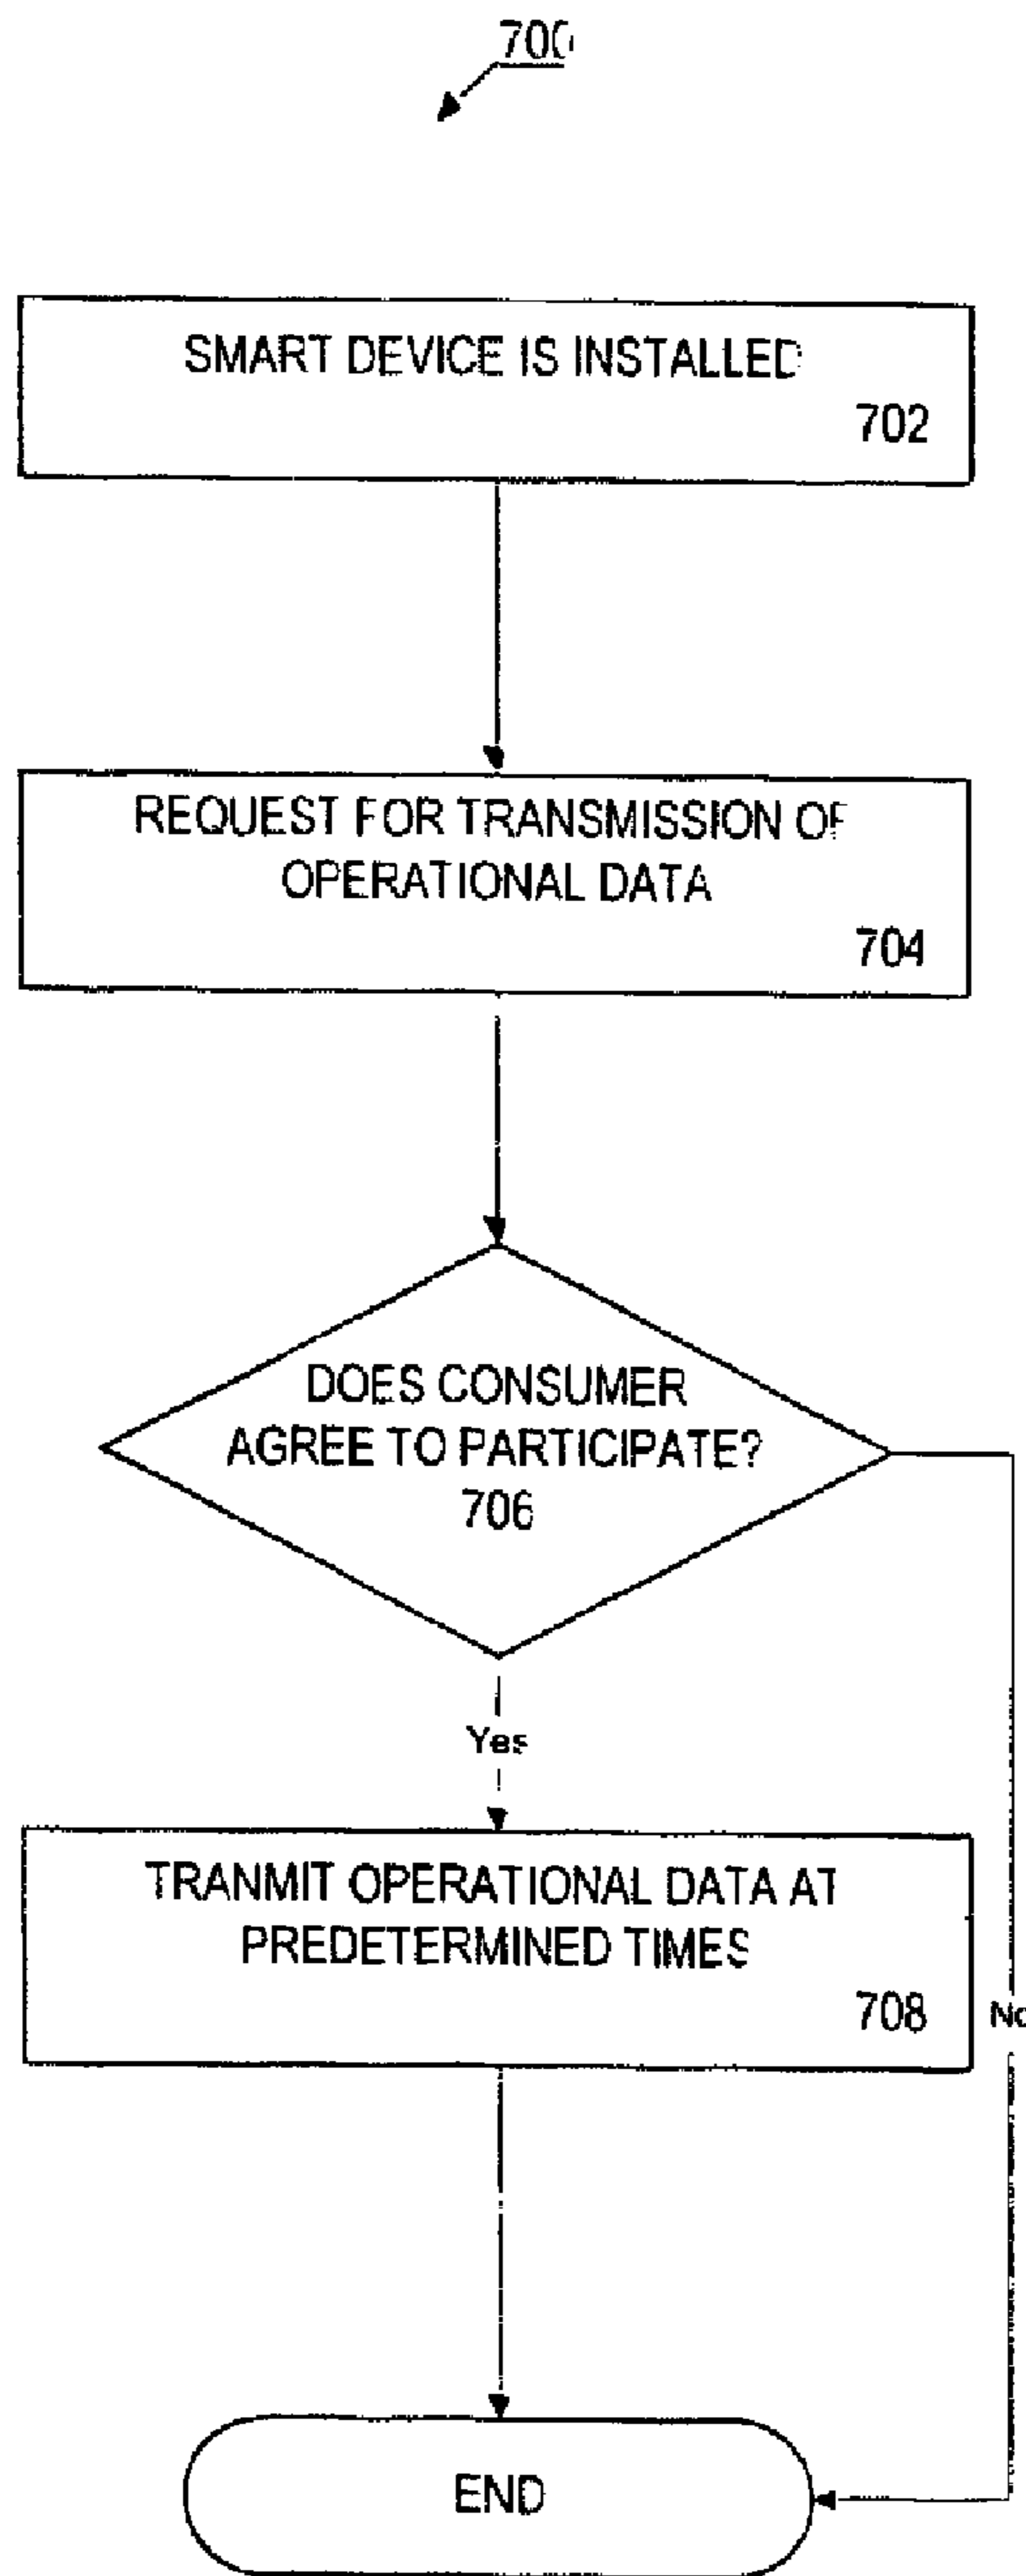 700
SMART DEVICE IS INSTALLED
702
REQUEST FOR TRANSMISSION OF
OPERATIONAL DATA
704
DOES CONSUMER
AGREE TO PARTICIPATE?
706
Yes
TRANMIT OPERATIONAL DATA AT
PREDETERMINED TIMES
708
No
END